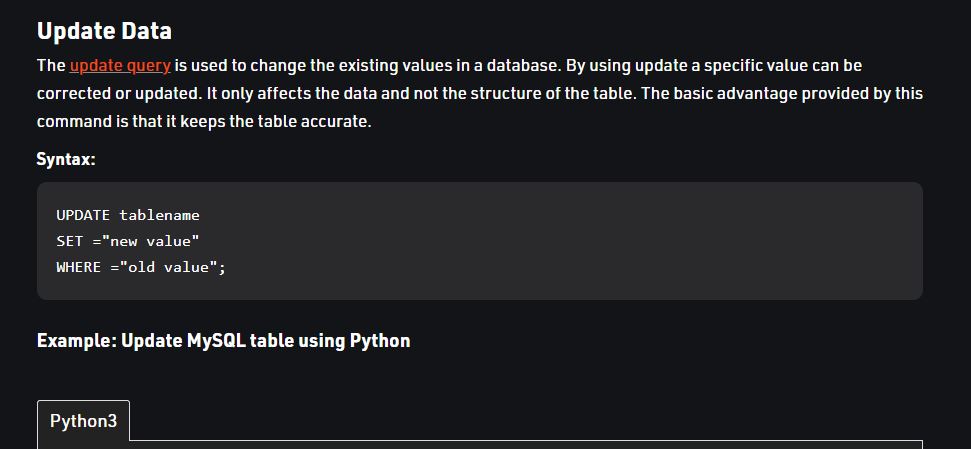 Update Data
The update query is used to change the existing values in a database. By using update a specific value can be
corrected or updated. It only affects the data and not the structure of the table. The basic advantage provided by this
command is that it keeps the table accurate.
Syntax:
UPDATE tablename
SET ="new value"
WHERE ="old value";
Example: Update MySQL table using Python
Python3